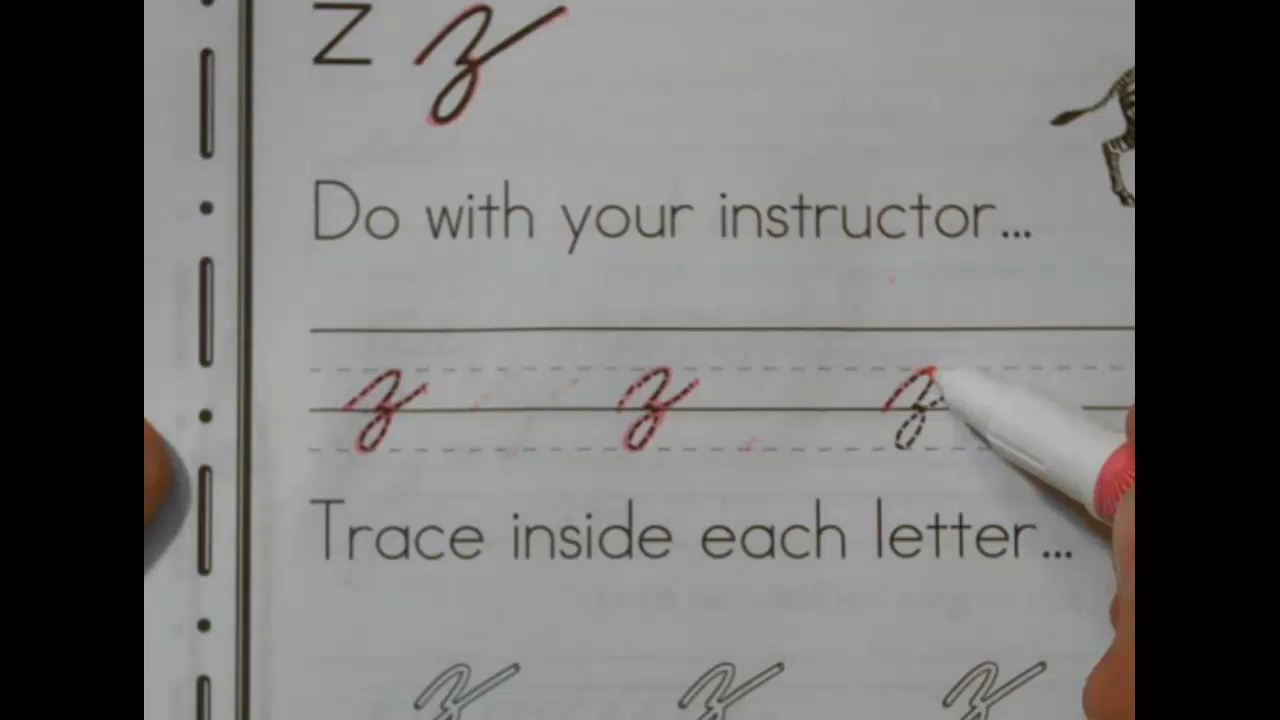 z z
Do with your instructor...
z z z
Trace inside each letter...
z z z